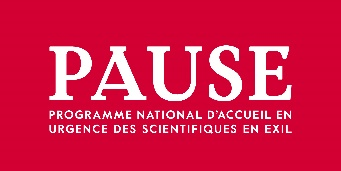 PAUSE
PROGRAMME NATIONAL D'ACCUEIL EN
URGENCE DES SCIENTIFIQUES EN EXIL